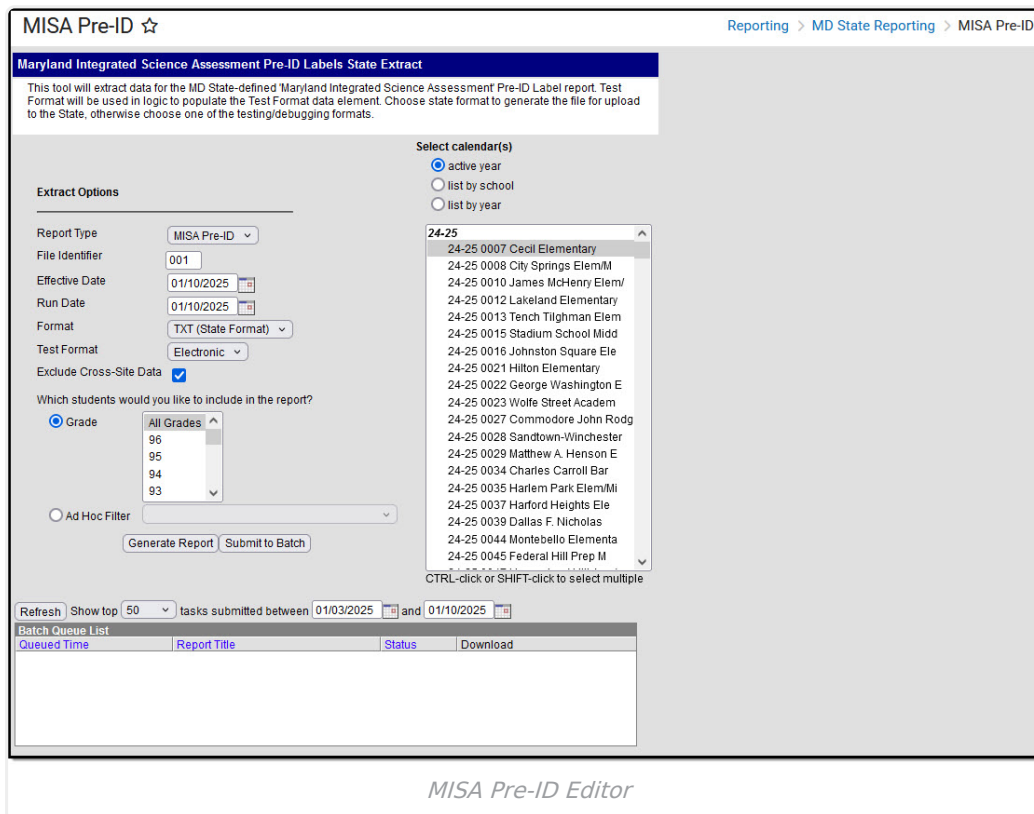 MISA Pre-ID ☆
Reporting > MD State Reporting > MISA Pre-ID
Maryland Integrated Science Assessment Pre-ID Labels State Extract
This tool will extract data for the MD State-defined 'Maryland Integrated Science Assessment' Pre-ID Label report. Test
Format will be used in logic to populate the Test Format data element. Choose state format to generate the file for upload
to the State, otherwise choose one of the testing/debugging formats.
Extract Options
Report Type MISA Pre-ID
File Identifier 001
Effective Date 01/10/2025
Run Date 01/10/2025
Format TXT (State Format)
Test Format Electronic
Exclude Cross-Site Data
Which students would you like to include in the report?
Grade All Grades
96
95
94
93
Ad Hoc Filter
Generate Report Submit to Batch
Select calendar(s)
active year
list by school
list by year
24-25
24-25 0007 Cecil Elementary
24-25 0008 City Springs Elem/M
24-25 0010 James McHenry Elem/
24-25 0012 Lakeland Elementary
24-25 0013 Tench Tilghman Elem
24-25 0015 Stadium School Midd
24-25 0016 Johnston Square Ele
24-25 0021 Hilton Elementary
24-25 0022 George Washington E
24-25 0023 Wolfe Street Academ
24-25 0027 Commodore John Rodg
24-25 0028 Sandtown-Winchester
24-25 0029 Matthew A. Henson E
24-25 0034 Charles Carroll Bar
24-25 0035 Harlem Park Elem/Mi
24-25 0037 Harford Heights Ele
24-25 0039 Dallas F. Nicholas
24-25 0044 Montebello Elementa
24-25 0045 Federal Hill Prep M
CTRL-click or SHIFT-click to select multiple
Refresh Show top 50 tasks submitted between 01/03/2025 and 01/10/2025
Batch Queue List
Queued Time Report Title Status Download
MISA Pre-ID Editor